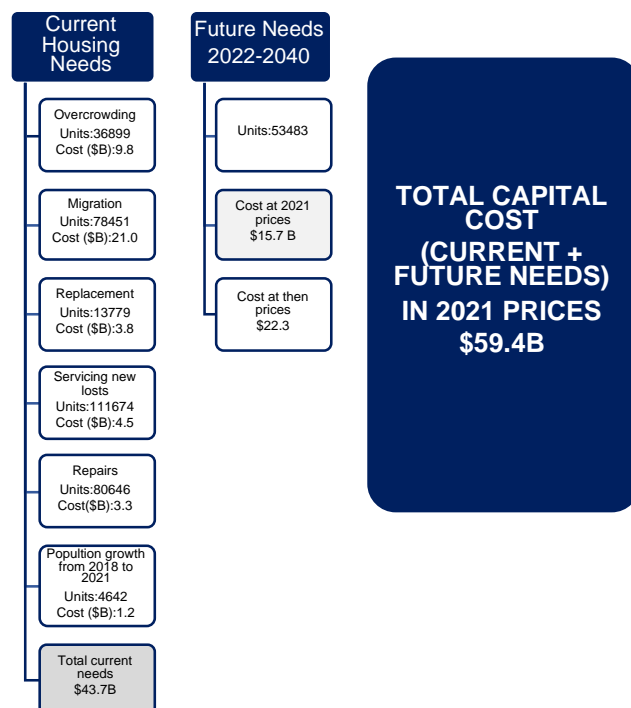 Current
Housing
Needs
Overcrowding
Units:36899
Cost ($B):9.8
Migration
Units:78451
Cost ($B):21.0
Replacement
Units:13779
Cost ($B):3.8
Servicing new
losts
Units:111674
Cost ($B):4.5
Repairs
Units:80646
Cost($B):3.3
Popultion growth
from 2018 to
2021
Units:4642
Cost ($B):1.2
Total current
needs
$43.7B
Future Needs
2022-2040
Units:53483
Cost at 2021
prices
$15.7 B
Cost at then
prices
$22.3
TOTAL CAPITAL
COST
(CURRENT +
FUTURE NEEDS)
IN 2021 PRICES
$59.4B